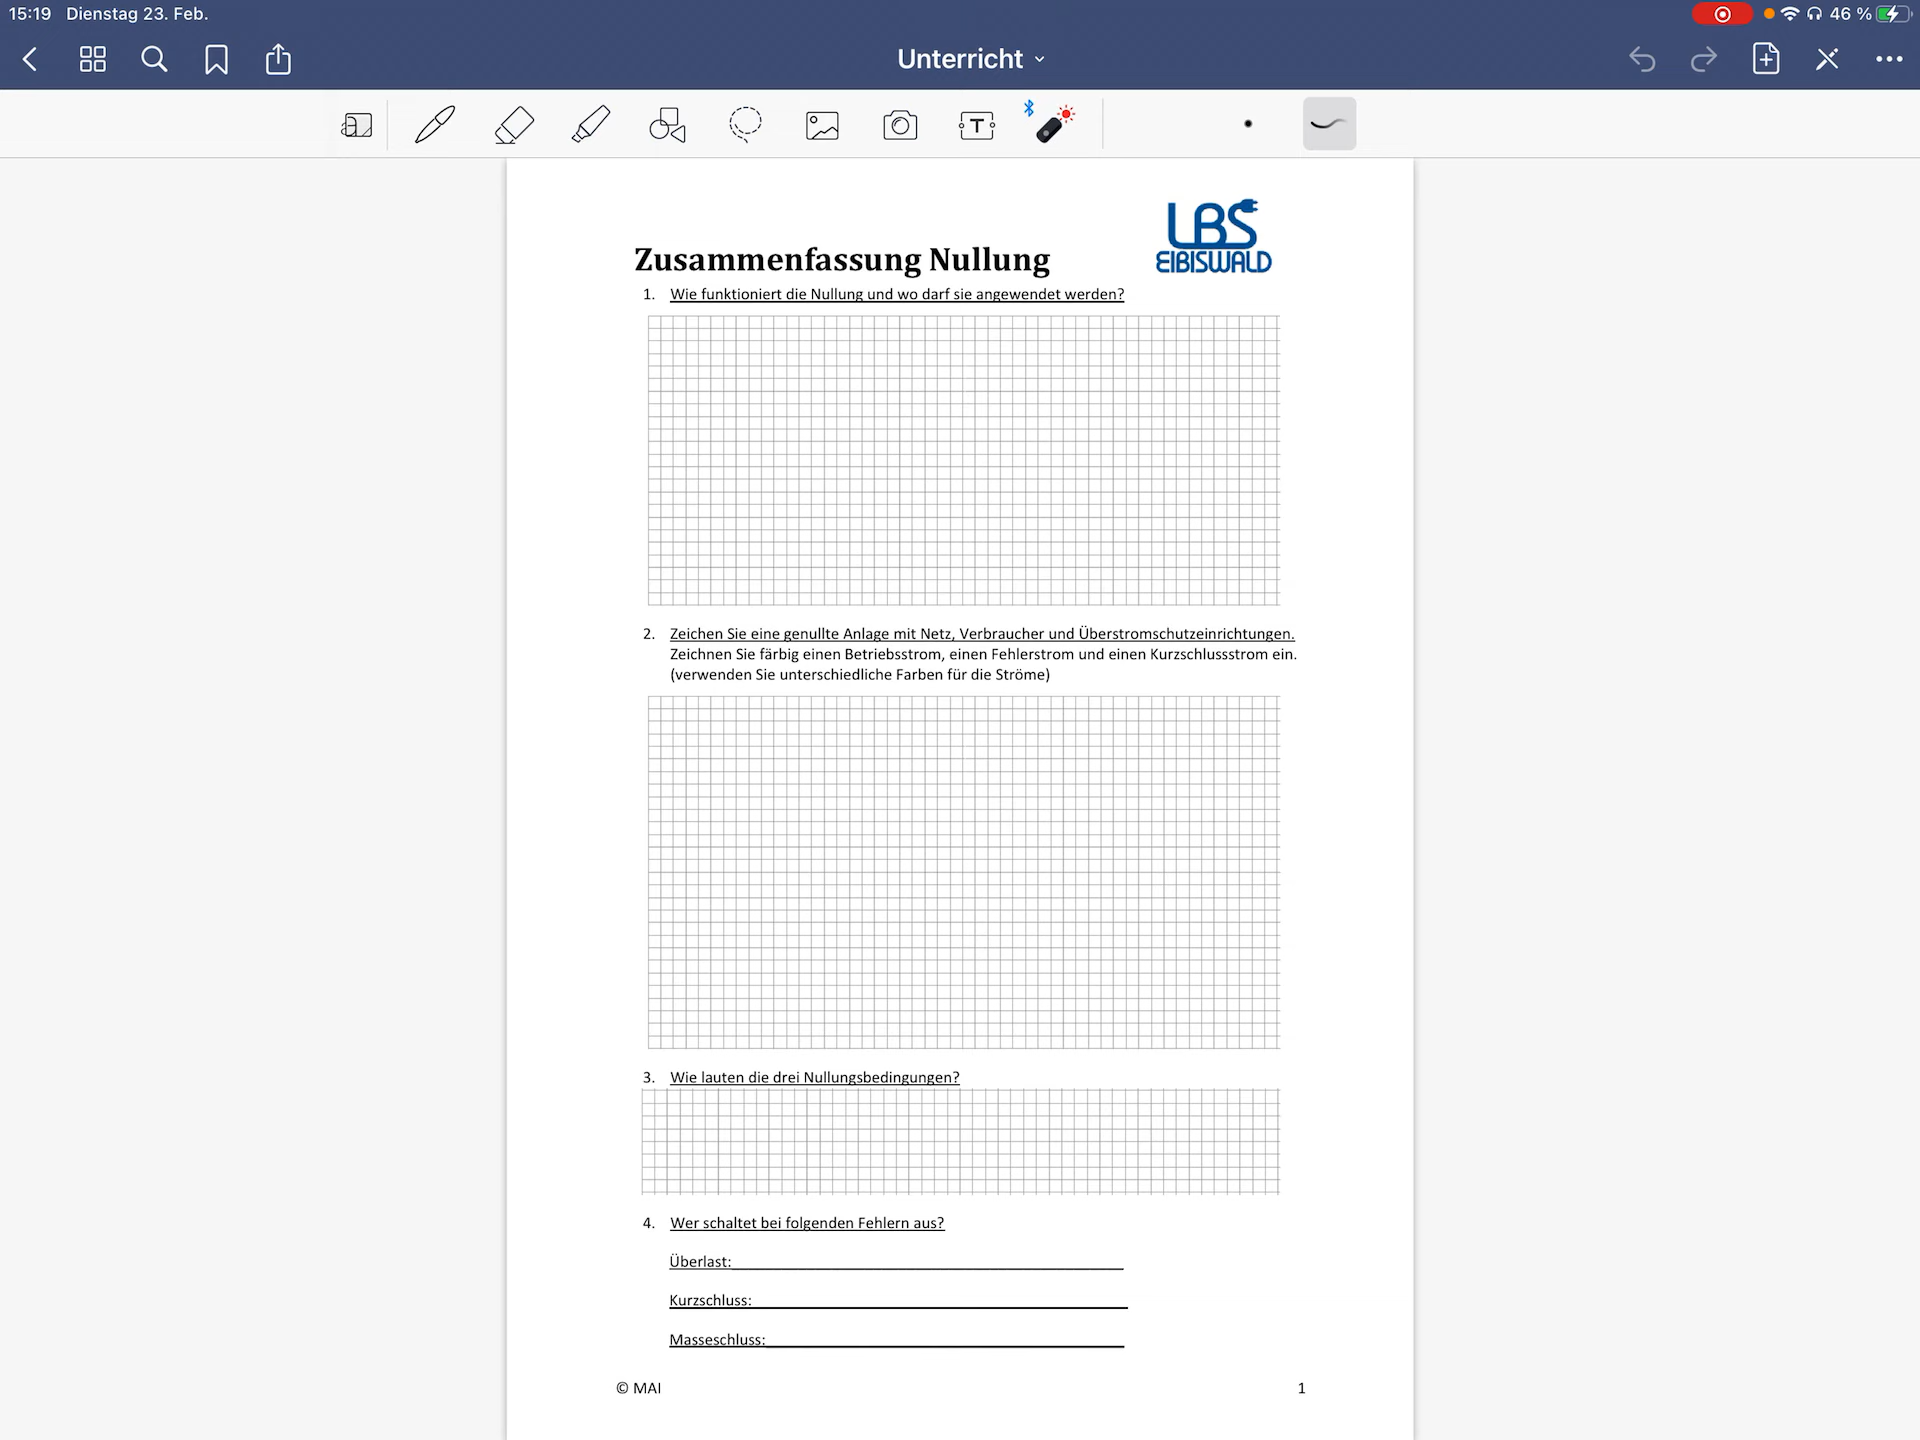 15:19 Dienstag 23. Feb.
46 %
Unterricht
T
LBS
EIBISWALD
Zusammenfassung Nullung
1. Wie funktioniert die Nullung und wo darf sie angewendet werden?
2. Zeichen Sie eine genullte Anlage mit Netz, Verbraucher und Überstromschutzeinrichtungen.
Zeichnen Sie färbig einen Betriebsstrom, einen Fehlerstrom und einen Kurzschlussstrom ein.
(verwenden Sie unterschiedliche Farben für die Ströme)
3. Wie lauten die drei Nullungsbedingungen?
4. Wer schaltet bei folgenden Fehlern aus?
Überlast:
Kurzschluss:
Masseschluss:
© MAI
1